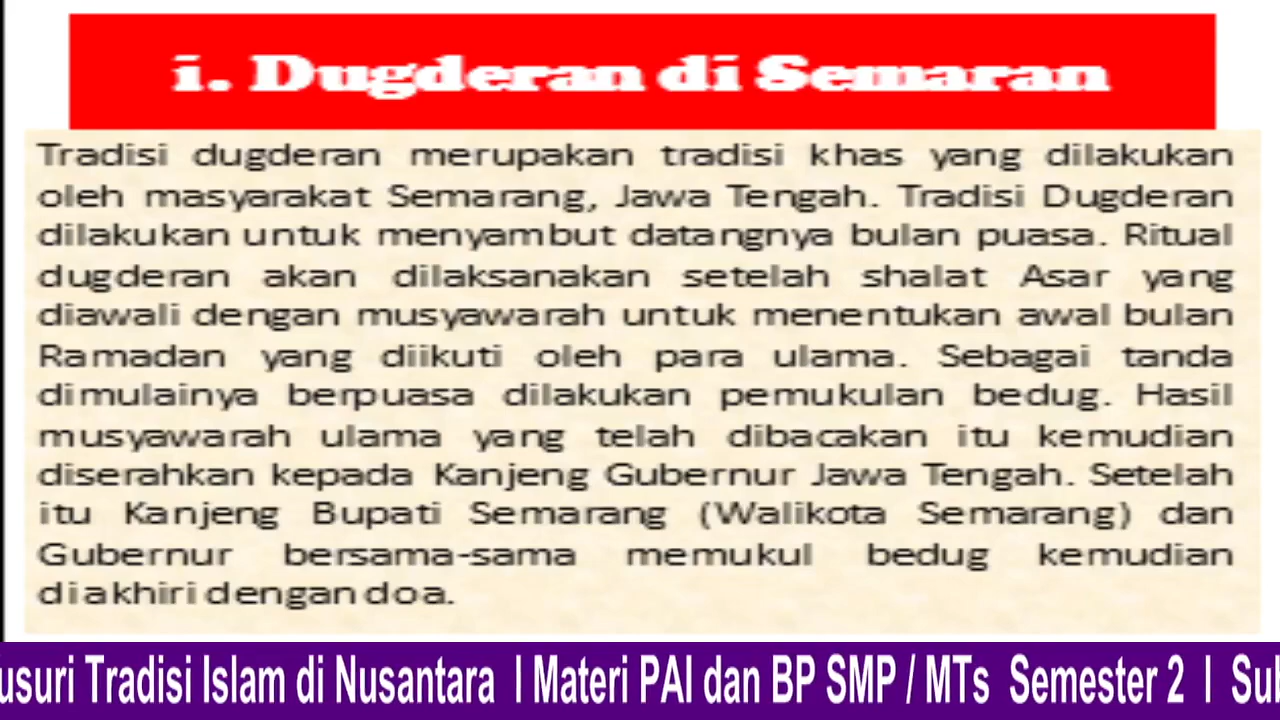 i. Dugderan di Semaran
Tradisi dugderan merupakan tradisi khas yang dilakukan
oleh masyarakat Semarang, Jawa Tengah. Tradisi Dugderan
dilakukan untuk menyambut datangnya bulan puasa. Ritual
dugderan akan dilaksanakan setelah shalat Asar yang
diawali dengan musyawarah untuk menentukan awal bulan
Ramadan yang diikuti oleh para ulama. Sebagai tanda
dimulainya berpuasa dilakukan pemukulan bedug. Hasil
musyawarah ulama yang telah dibacakan itu kemudian
diserahkan kepada Kanjeng Gubernur Jawa Tengah. Setelah
itu Kanjeng Bupati Semarang (Walikota Semarang) dan
Gubernur bersama-sama memukul bedug kemudian
diakhiri dengan doa.
usuri Tradisi Islam di Nusantara I Materi PAI dan BP SMP / MTs Semester 2 I Sub